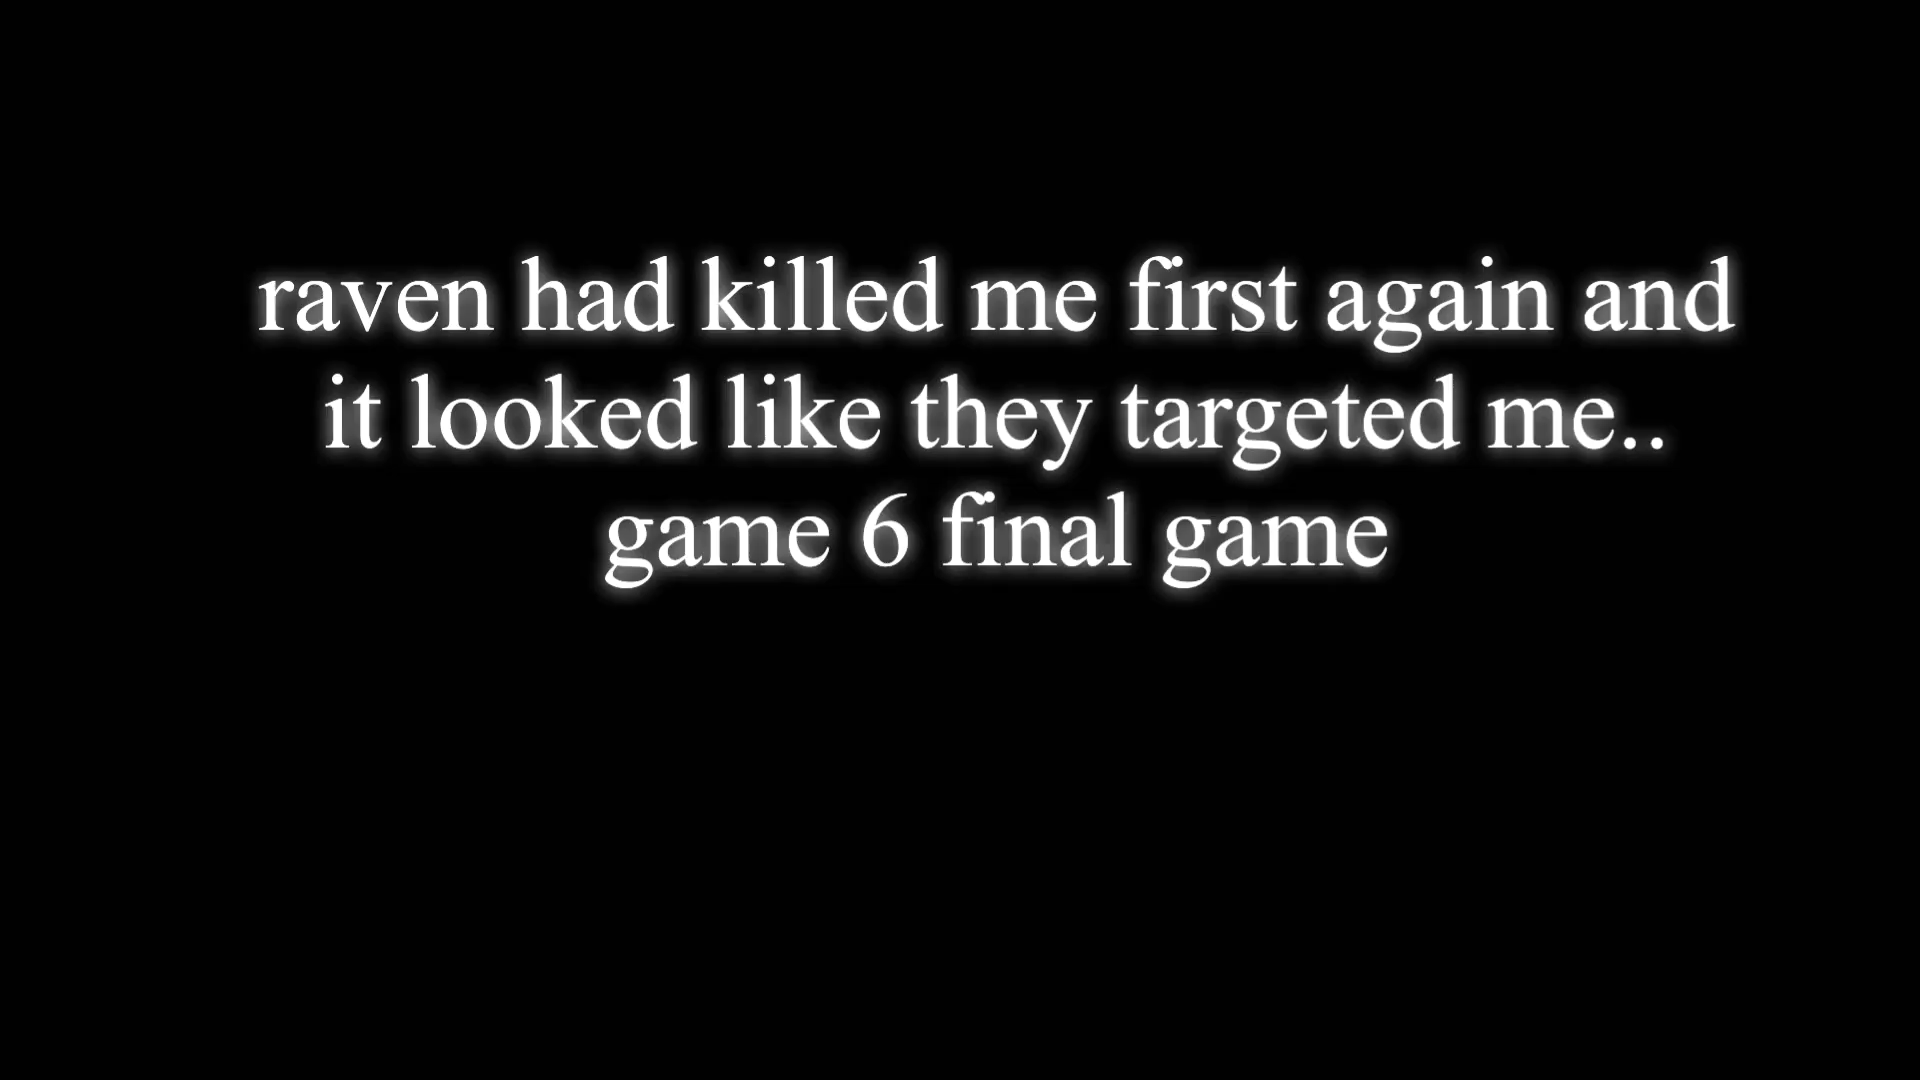 raven had killed me first again and
it looked like they targeted me..
game 6 final game